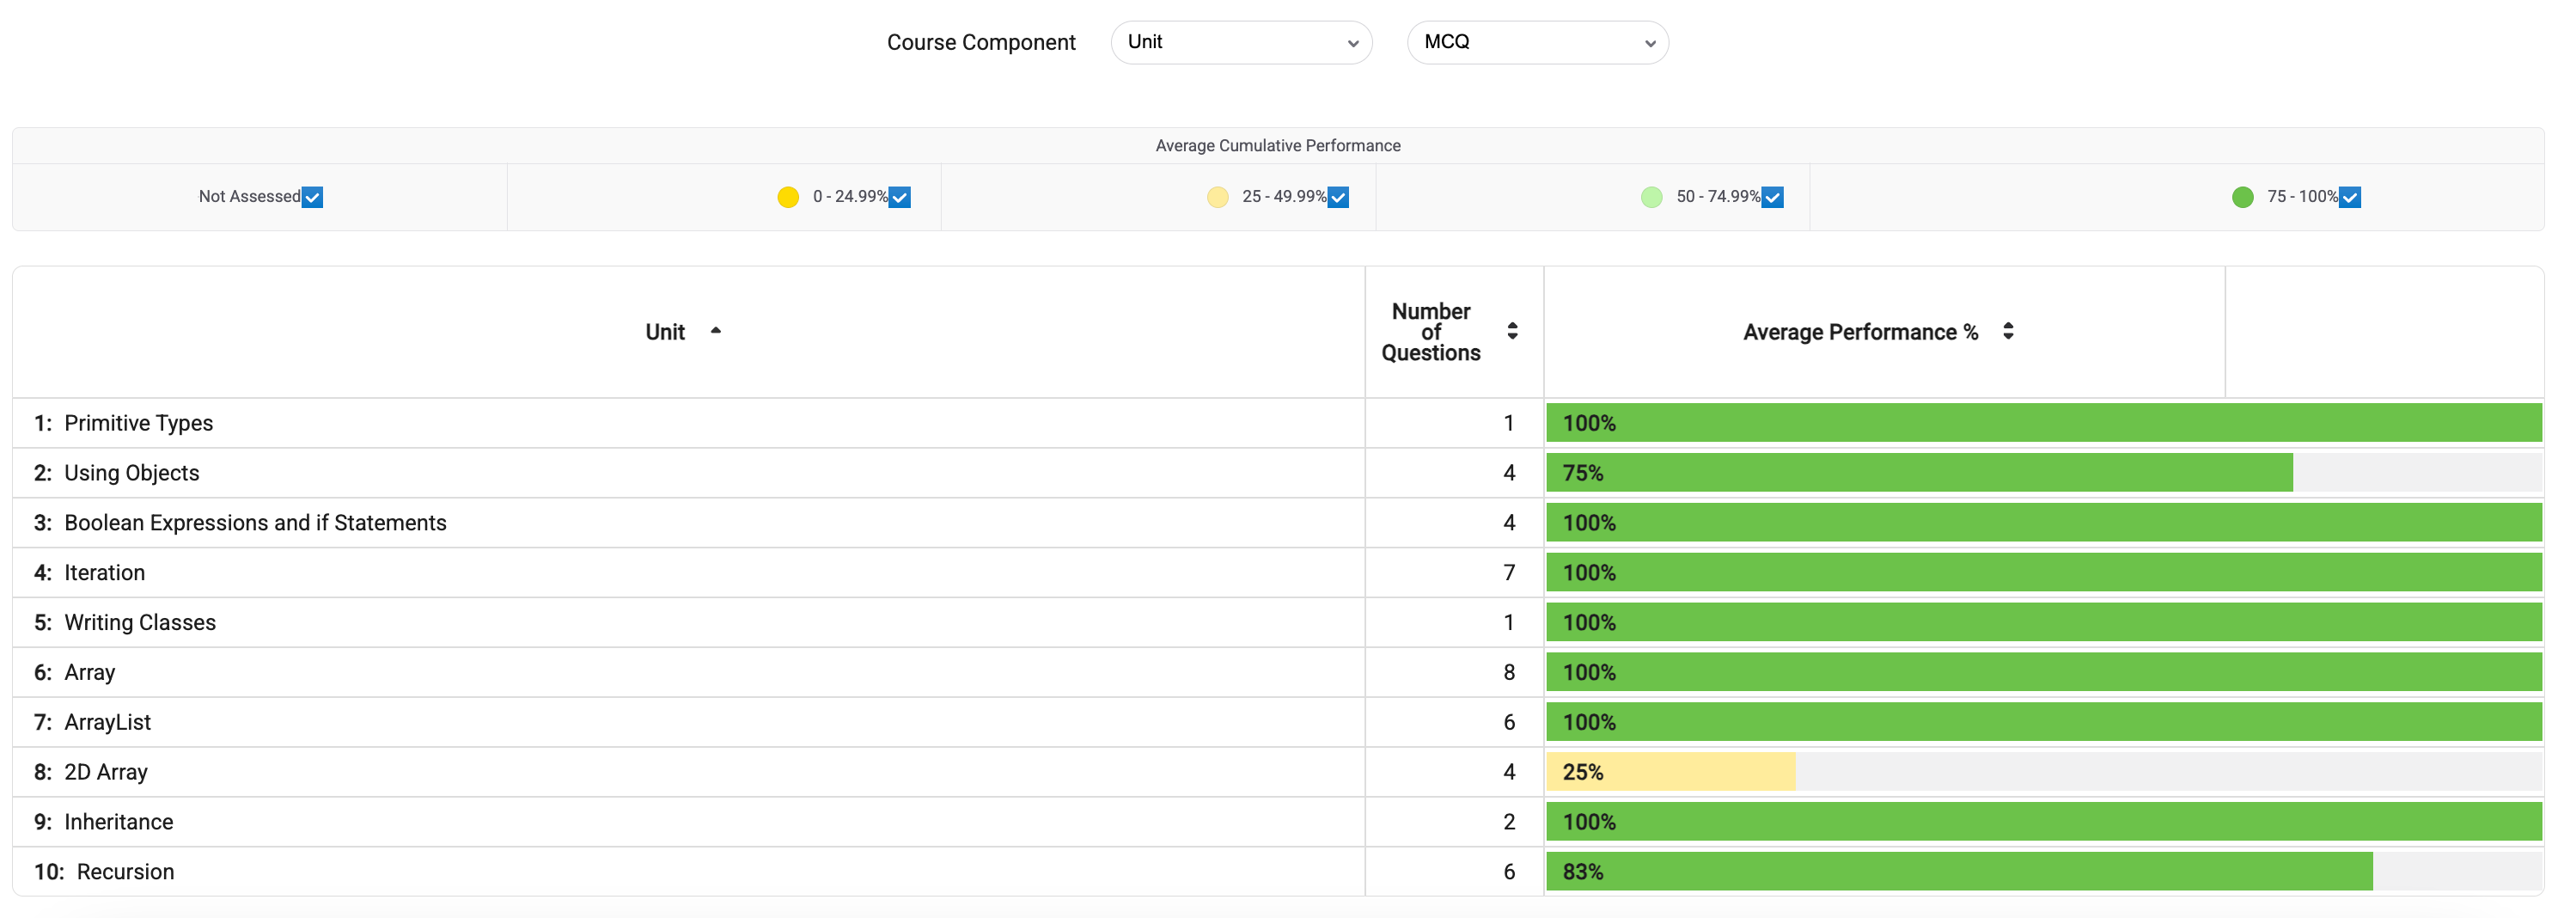 Course Component Unit MCQ
Average Cumulative Performance
Not Assessed 0 - 24.99% 25 - 49.99% 50 - 74.99% 75 - 100%
Unit
Number
of
Questions
Average Performance %
1: Primitive Types 1 100%
2: Using Objects 4 75%
3: Boolean Expressions and if Statements 4 100%
4: Iteration 7 100%
5: Writing Classes 1 100%
6: Array 8 100%
7: ArrayList 6 100%
8: 2D Array 4 25%
9: Inheritance 2 100%
10: Recursion 6 83%